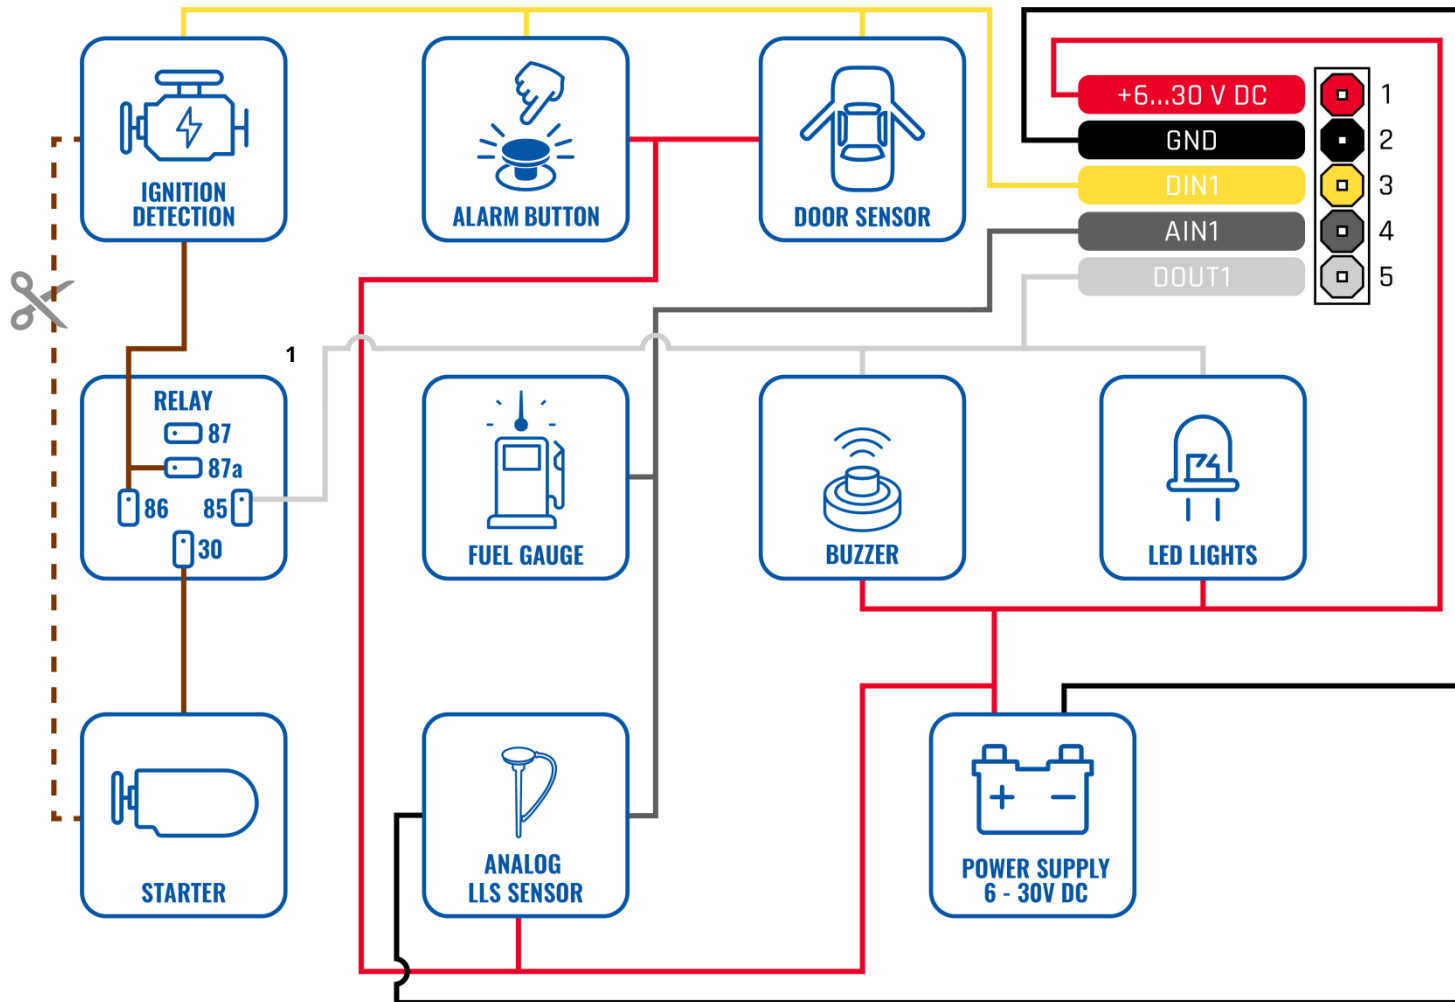 +6...30 V DC
1
GND
2
DIN1
3
AIN1
4
DOUT1
5
IGNITION
DETECTION
ALARM BUTTON
DOOR SENSOR
1
RELAY
87
87a
86
85
30
FUEL GAUGE
BUZZER
LED LIGHTS
STARTER
ANALOG
LLS SENSOR
+ −
POWER SUPPLY
6 - 30V DC